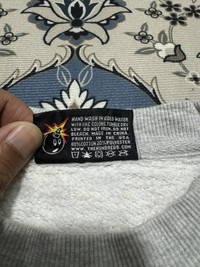 HAND WASH IN COLD WATER
WITH LIKE COLORS. TUMBLE DRY
LOW. DO NOT IRON. DO NOT
BLEACH. MADE IN CHINA
PRINTED IN THE USA
80% COTTON 20% POLYESTER
WWW.THEHUNDREDS.COM